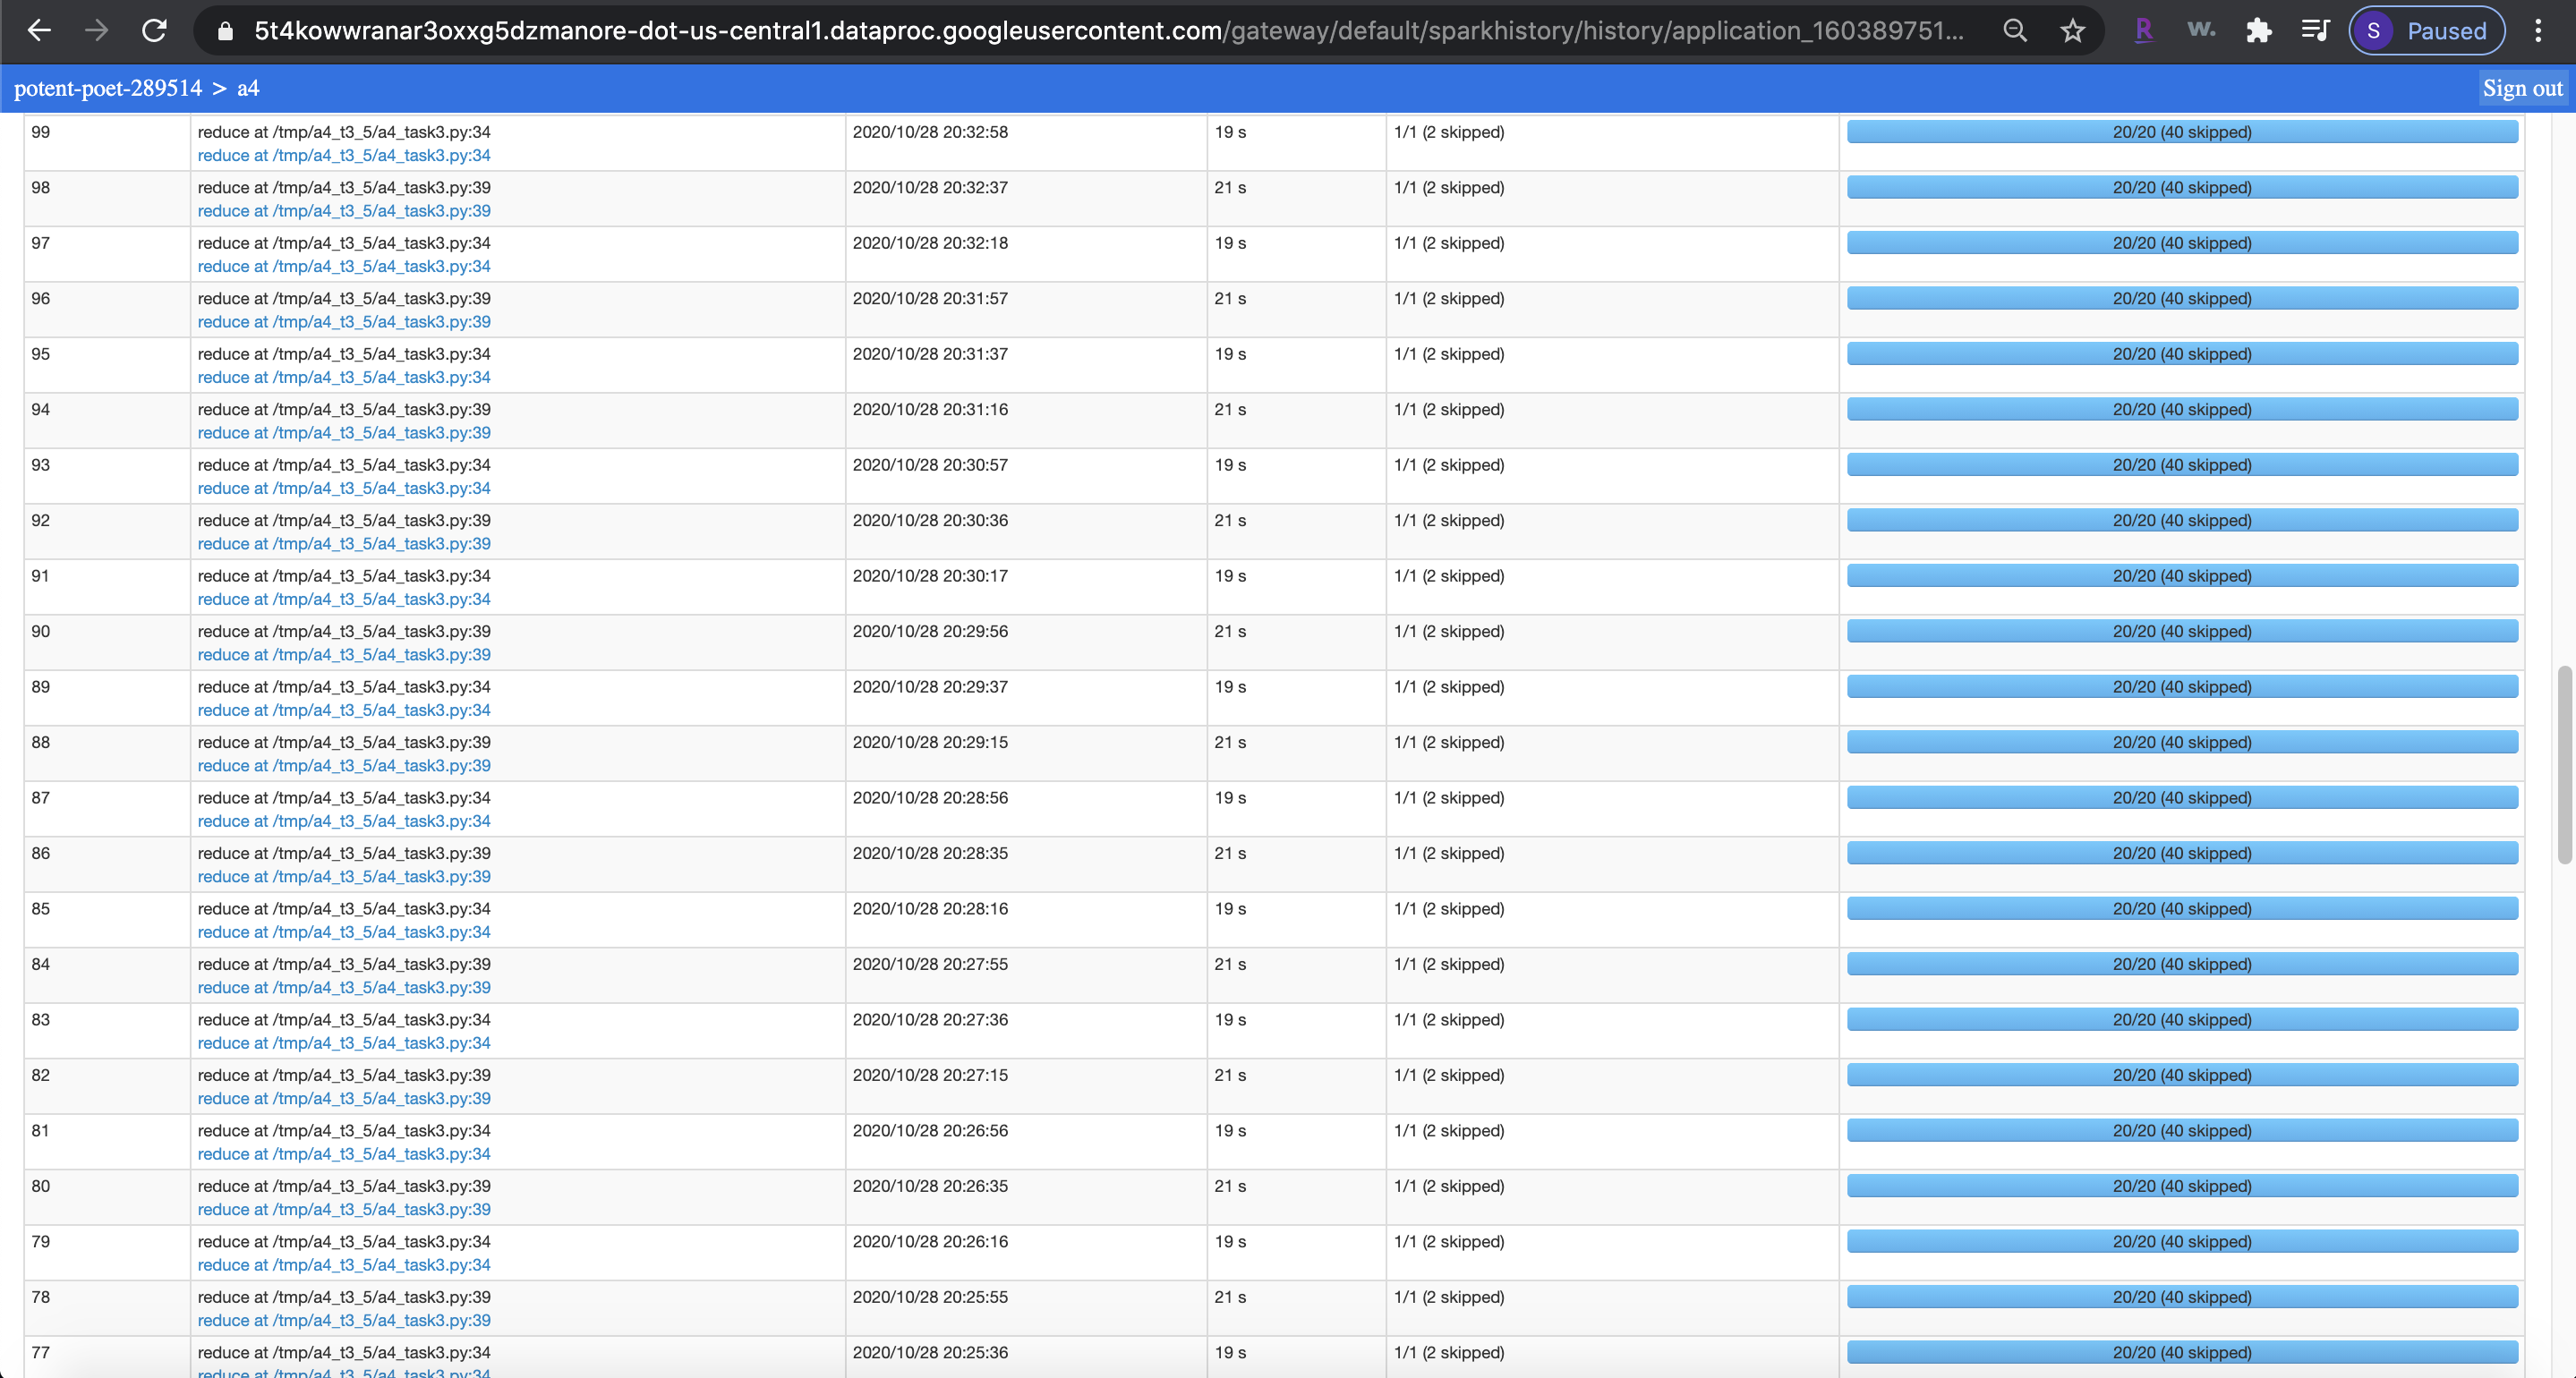 5t4kowwranar3oxxg5dzmanore-dot-us-central1.dataproc.googleusercontent.com/gateway/default/sparkhistory/history/application_160389751... R w. S Paused
potent-poet-289514 > a4 Sign out
99 reduce at /tmp/a4_t3_5/a4_task3.py:34 2020/10/28 20:32:58 19 s 1/1 (2 skipped) 20/20 (40 skipped)
reduce at /tmp/a4_t3_5/a4_task3.py:34
98 reduce at /tmp/a4_t3_5/a4_task3.py:39 2020/10/28 20:32:37 21 s 1/1 (2 skipped) 20/20 (40 skipped)
reduce at /tmp/a4_t3_5/a4_task3.py:39
97 reduce at /tmp/a4_t3_5/a4_task3.py:34 2020/10/28 20:32:18 19 s 1/1 (2 skipped) 20/20 (40 skipped)
reduce at /tmp/a4_t3_5/a4_task3.py:34
96 reduce at /tmp/a4_t3_5/a4_task3.py:39 2020/10/28 20:31:57 21 s 1/1 (2 skipped) 20/20 (40 skipped)
reduce at /tmp/a4_t3_5/a4_task3.py:39
95 reduce at /tmp/a4_t3_5/a4_task3.py:34 2020/10/28 20:31:37 19 s 1/1 (2 skipped) 20/20 (40 skipped)
reduce at /tmp/a4_t3_5/a4_task3.py:34
94 reduce at /tmp/a4_t3_5/a4_task3.py:39 2020/10/28 20:31:16 21 s 1/1 (2 skipped) 20/20 (40 skipped)
reduce at /tmp/a4_t3_5/a4_task3.py:39
93 reduce at /tmp/a4_t3_5/a4_task3.py:34 2020/10/28 20:30:57 19 s 1/1 (2 skipped) 20/20 (40 skipped)
reduce at /tmp/a4_t3_5/a4_task3.py:34
92 reduce at /tmp/a4_t3_5/a4_task3.py:39 2020/10/28 20:30:36 21 s 1/1 (2 skipped) 20/20 (40 skipped)
reduce at /tmp/a4_t3_5/a4_task3.py:39
91 reduce at /tmp/a4_t3_5/a4_task3.py:34 2020/10/28 20:30:17 19 s 1/1 (2 skipped) 20/20 (40 skipped)
reduce at /tmp/a4_t3_5/a4_task3.py:34
90 reduce at /tmp/a4_t3_5/a4_task3.py:39 2020/10/28 20:29:56 21 s 1/1 (2 skipped) 20/20 (40 skipped)
reduce at /tmp/a4_t3_5/a4_task3.py:39
89 reduce at /tmp/a4_t3_5/a4_task3.py:34 2020/10/28 20:29:37 19 s 1/1 (2 skipped) 20/20 (40 skipped)
reduce at /tmp/a4_t3_5/a4_task3.py:34
88 reduce at /tmp/a4_t3_5/a4_task3.py:39 2020/10/28 20:29:15 21 s 1/1 (2 skipped) 20/20 (40 skipped)
reduce at /tmp/a4_t3_5/a4_task3.py:39
87 reduce at /tmp/a4_t3_5/a4_task3.py:34 2020/10/28 20:28:56 19 s 1/1 (2 skipped) 20/20 (40 skipped)
reduce at /tmp/a4_t3_5/a4_task3.py:34
86 reduce at /tmp/a4_t3_5/a4_task3.py:39 2020/10/28 20:28:35 21 s 1/1 (2 skipped) 20/20 (40 skipped)
reduce at /tmp/a4_t3_5/a4_task3.py:39
85 reduce at /tmp/a4_t3_5/a4_task3.py:34 2020/10/28 20:28:16 19 s 1/1 (2 skipped) 20/20 (40 skipped)
reduce at /tmp/a4_t3_5/a4_task3.py:34
84 reduce at /tmp/a4_t3_5/a4_task3.py:39 2020/10/28 20:27:55 21 s 1/1 (2 skipped) 20/20 (40 skipped)
reduce at /tmp/a4_t3_5/a4_task3.py:39
83 reduce at /tmp/a4_t3_5/a4_task3.py:34 2020/10/28 20:27:36 19 s 1/1 (2 skipped) 20/20 (40 skipped)
reduce at /tmp/a4_t3_5/a4_task3.py:34
82 reduce at /tmp/a4_t3_5/a4_task3.py:39 2020/10/28 20:27:15 21 s 1/1 (2 skipped) 20/20 (40 skipped)
reduce at /tmp/a4_t3_5/a4_task3.py:39
81 reduce at /tmp/a4_t3_5/a4_task3.py:34 2020/10/28 20:26:56 19 s 1/1 (2 skipped) 20/20 (40 skipped)
reduce at /tmp/a4_t3_5/a4_task3.py:34
80 reduce at /tmp/a4_t3_5/a4_task3.py:39 2020/10/28 20:26:35 21 s 1/1 (2 skipped) 20/20 (40 skipped)
reduce at /tmp/a4_t3_5/a4_task3.py:39
79 reduce at /tmp/a4_t3_5/a4_task3.py:34 2020/10/28 20:26:16 19 s 1/1 (2 skipped) 20/20 (40 skipped)
reduce at /tmp/a4_t3_5/a4_task3.py:34
78 reduce at /tmp/a4_t3_5/a4_task3.py:39 2020/10/28 20:25:55 21 s 1/1 (2 skipped) 20/20 (40 skipped)
reduce at /tmp/a4_t3_5/a4_task3.py:39
77 reduce at /tmp/a4_t3_5/a4_task3.py:34 2020/10/28 20:25:36 19 s 1/1 (2 skipped) 20/20 (40 skipped)
reduce at /tmp/a4_t3_5/a4_task3.py:34